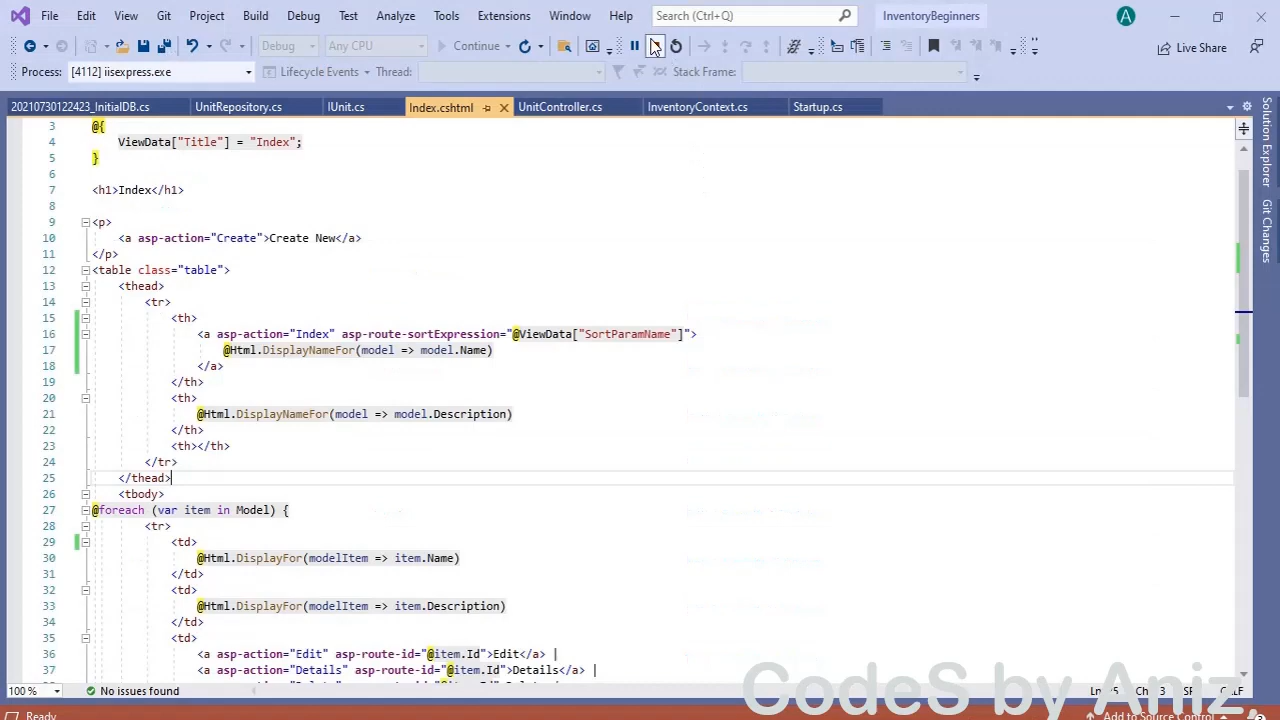 File Edit View Git Project Build Debug Test Analyze Tools Extensions Window Help Search (Ctrl+Q) InventoryBeginners A
Debug Any CPU Continue Live Share
Process: [4112] iisexpress.exe Lifecycle Events Thread: Stack Frame:
20210730122423_InitialDB.cs UnitRepository.cs IUnit.cs Index.cshtml UnitController.cs InventoryContext.cs Startup.cs
Solution Explorer
Git Changes
3 @{
4 ViewData["Title"] = "Index";
5 }
6
7 <h1>Index</h1>
8
9 <p>
10 <a asp-action="Create">Create New</a>
11 </p>
12 <table class="table">
13 <thead>
14 <tr>
15 <th>
16 <a asp-action="Index" asp-route-sortExpression="@ViewData["SortParamName"]">
17 @Html.DisplayNameFor(model => model.Name)
18 </a>
19 </th>
20 <th>
21 @Html.DisplayNameFor(model => model.Description)
22 </th>
23 <th></th>
24 </tr>
25 </thead>
26 <tbody>
27 @foreach (var item in Model) {
28 <tr>
29 <td>
30 @Html.DisplayFor(modelItem => item.Name)
31 </td>
32 <td>
33 @Html.DisplayFor(modelItem => item.Description)
34 </td>
35 <td>
36 <a asp-action="Edit" asp-route-id="@item.Id">Edit</a> |
37 <a asp-action="Details" asp-route-id="@item.Id">Details</a> |
100 % No issues found
CodeS by Aniz.
Ready Add to Source Control